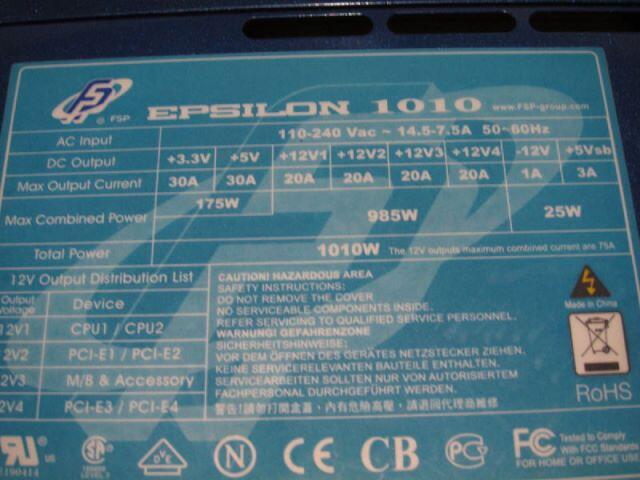 FSP EPSILON 1010 www.FSP-group.com
AC Input 110-240 Vac ~ 14.5-7.5A 50~60Hz
DC Output +3.3V +5V +12V1 +12V2 +12V3 +12V4 -12V +5Vsb
Max Output Current 30A 30A 20A 20A 20A 20A 1A 3A
Max Combined Power 175W 985W 25W
Total Power 1010W The 12V outputs maximum combined current are 75A
12V Output Distribution List
Output Voltage Device
12V1 CPU1 / CPU2
12V2 PCI-E1 / PCI-E2
12V3 M/B & Accessory
12V4 PCI-E3 / PCI-E4
CAUTION! HAZARDOUS AREA
SAFETY INSTRUCTIONS:
DO NOT REMOVE THE COVER
NO SERVICEABLE COMPONENTS INSIDE.
REFER SERVICING TO QUALIFIED SERVICE PERSONNEL.
WARNUNG! GEFAHRENZONE
SICHERHEITSHINWEISE:
VOR DEM ÖFFNEN DES GERÄTES NETZSTECKER ZIEHEN.
KEINE SERVICERELEVANTEN BAUTEILE ENTHALTEN.
SERVICEARBEITEN SOLLTEN NUR VON AUTORISIERTEM
FACHPERSONAL DURCHGEFÜHRT WERDEN.
警告!請勿打開盒蓋、內有危險高壓、請退回代理商維修
Made in China
RoHS
E190414
DVE
N
CE
CB
FC Tested to Comply
With FCC Standards
FOR HOME OR OFFICE USE